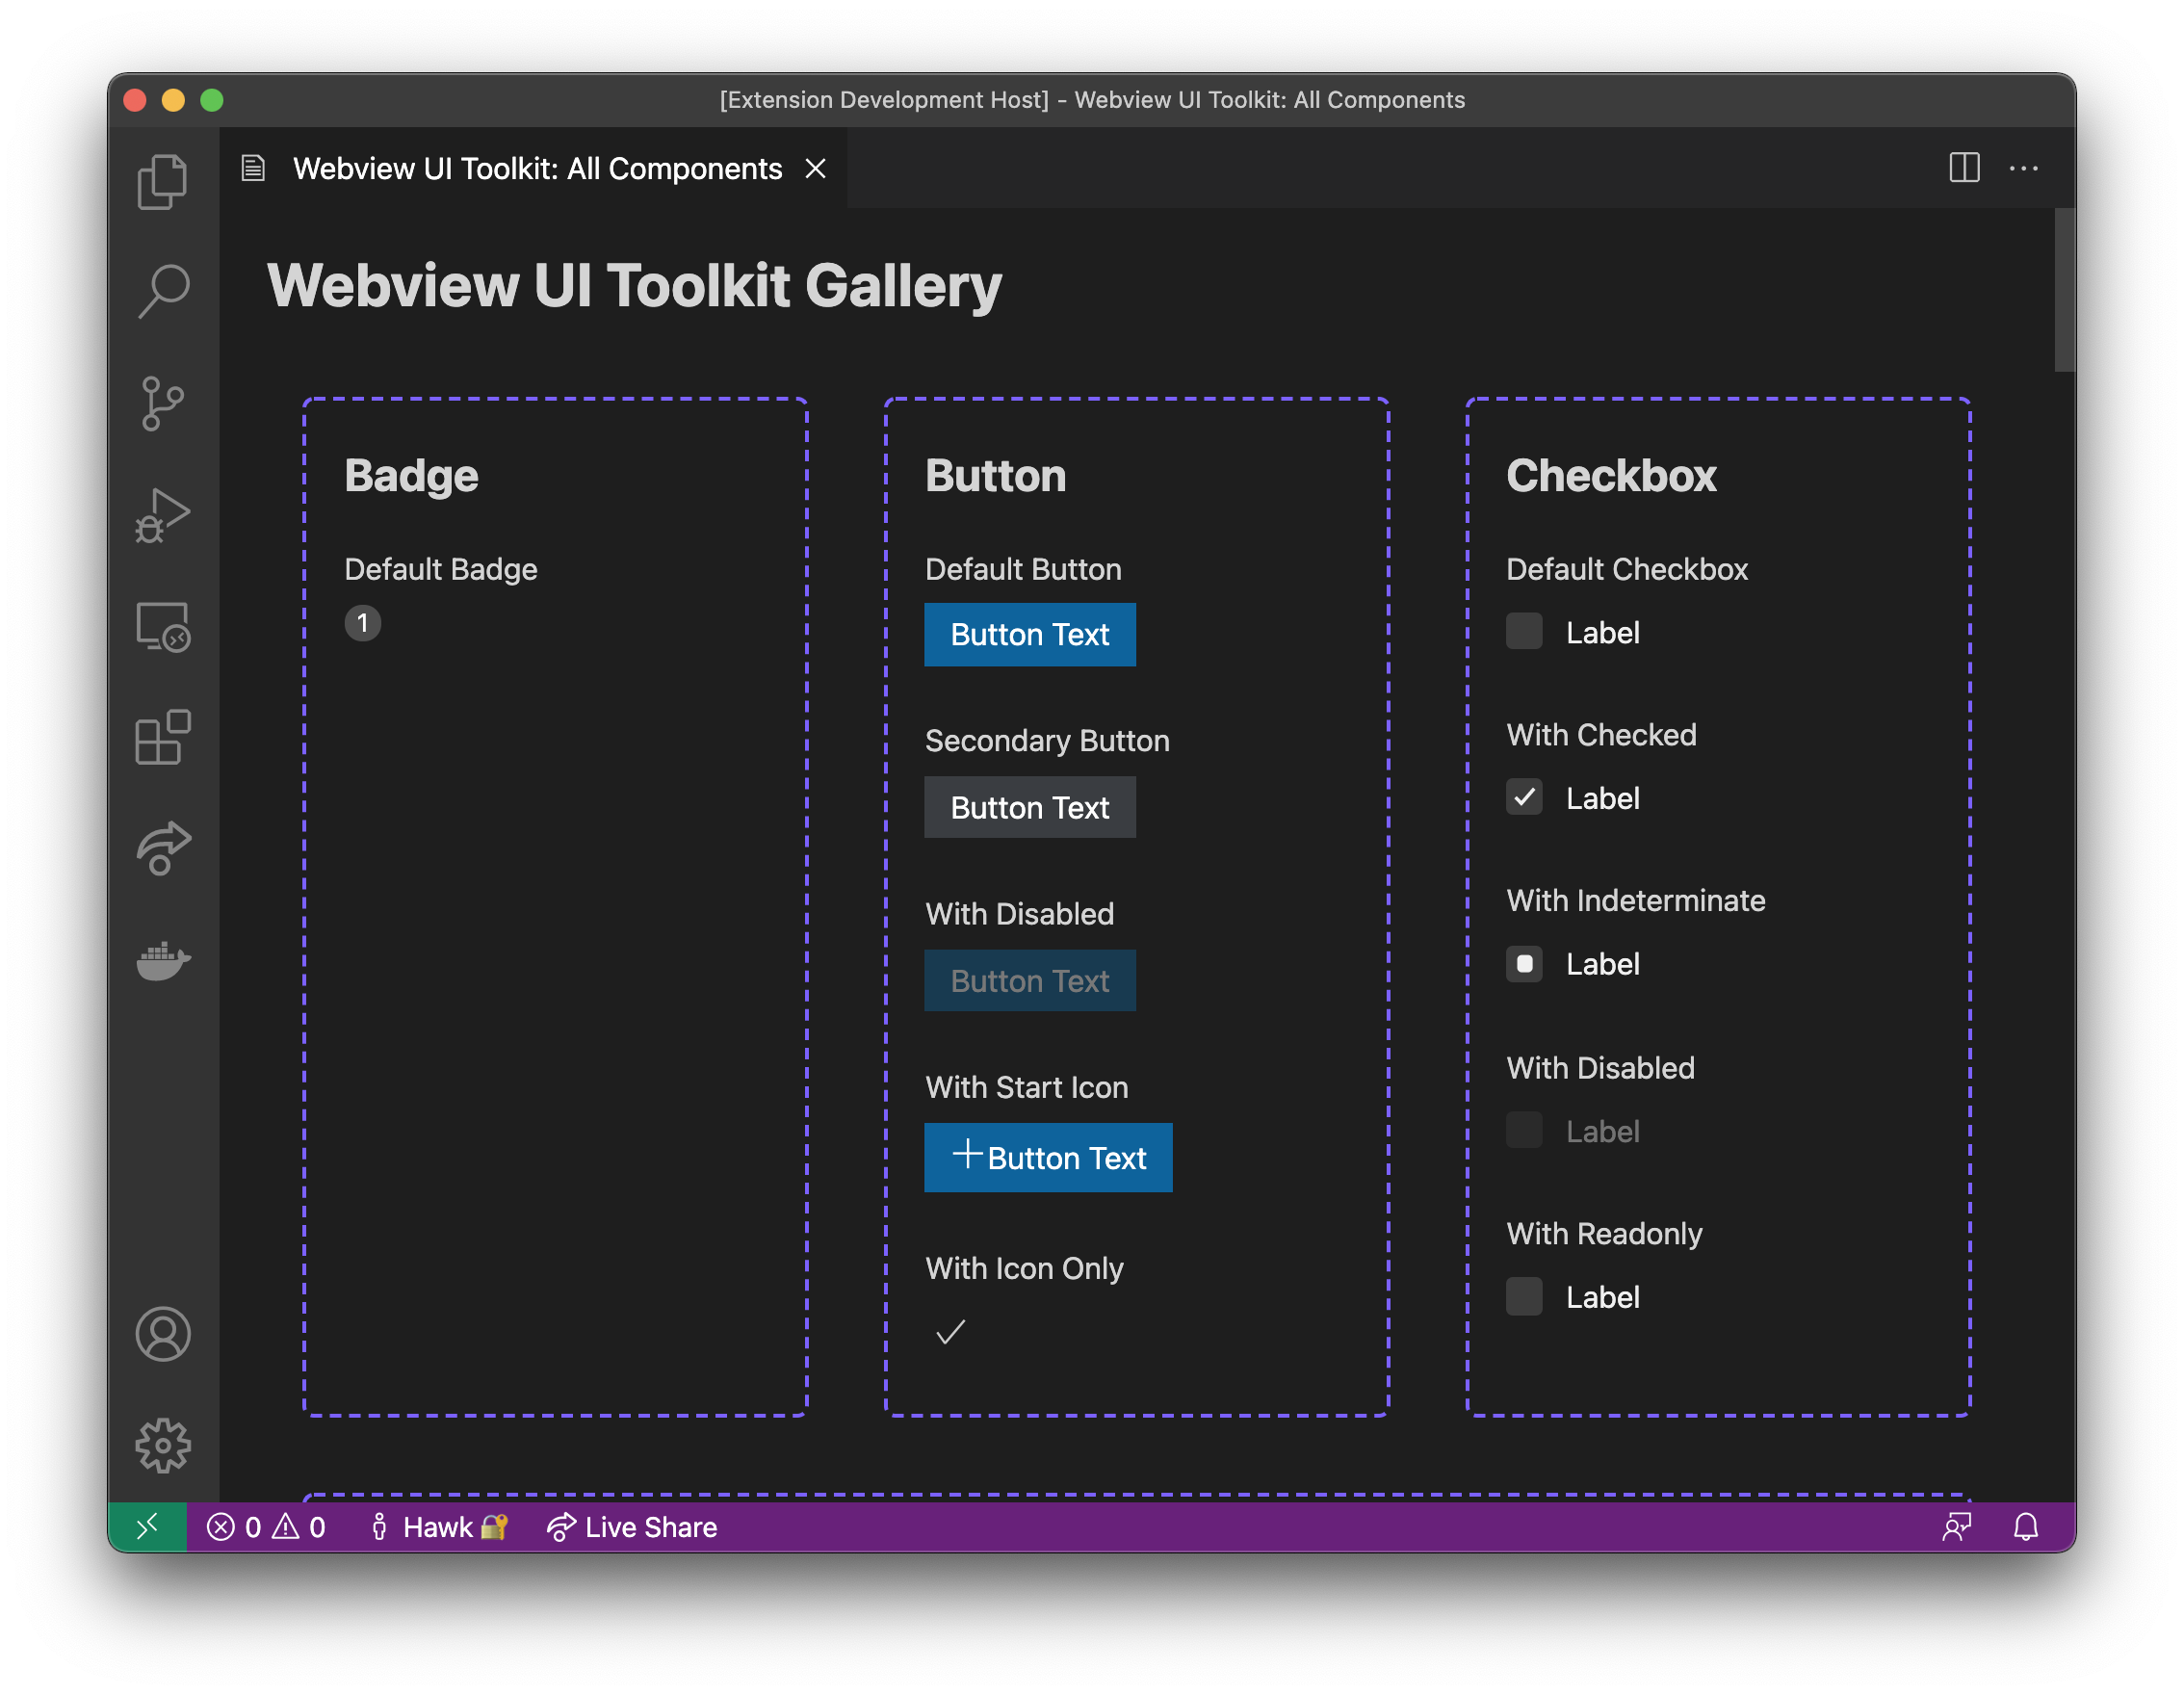 [Extension Development Host] - Webview UI Toolkit: All Components
Webview UI Toolkit: All Components
Webview UI Toolkit Gallery
Badge
Default Badge
1
Button
Default Button
Button Text
Secondary Button
Button Text
With Disabled
Button Text
With Start Icon
Button Text
With Icon Only
Checkbox
Default Checkbox
Label
With Checked
Label
With Indeterminate
Label
With Disabled
Label
With Readonly
Label
0 0 Hawk Live Share